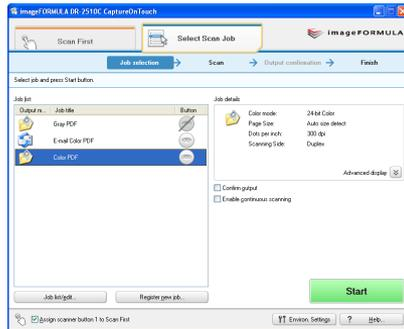 imageFORMULA DR-2510C CaptureOnTouch
Scan First
Select Scan Job
imageFORMULA
Job selection
Scan
Output confirmation
Finish
Select job and press Start button.
Job list
Output m...
Job title
Button
Gray PDF
E-mail Color PDF
Color PDF
Job details
Color mode: 24-bit Color
Page Size Auto size detect
Dots per inch: 300 dpi
Scanning Side: Duplex
Advanced display
Confirm output
Enable continuous scanning
Job list/edit...
Register new job...
Start
Assign scanner button 1 to Scan First
Environ. Settings
? Help...